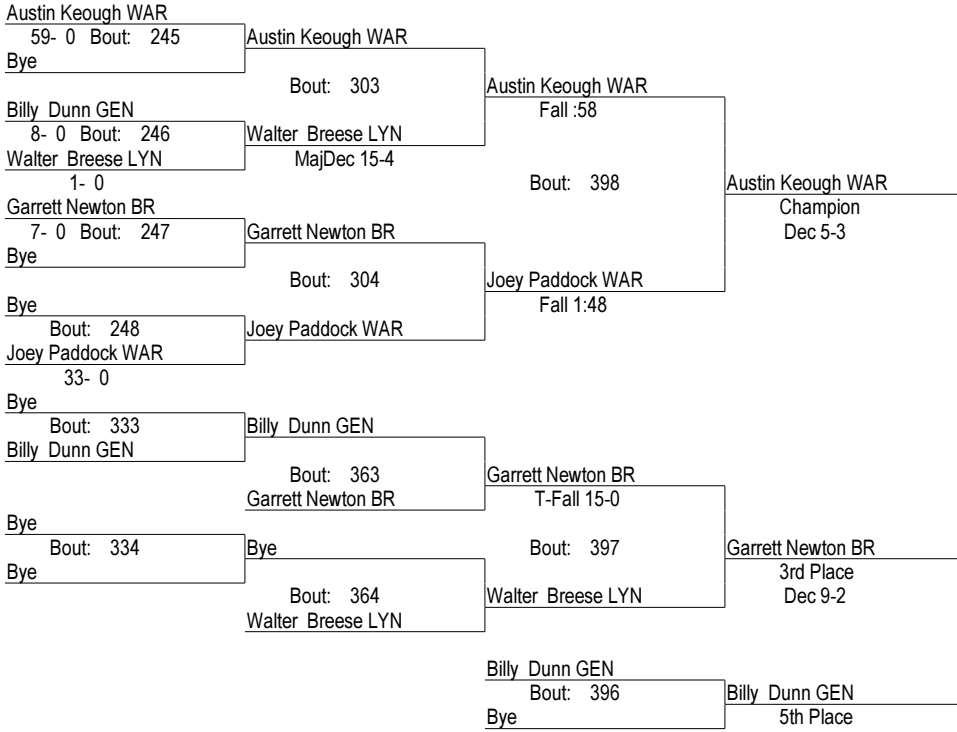 Austin Keough WAR
59- 0 Bout: 245
Austin Keough WAR
Bye
Bout: 303
Austin Keough WAR
Billy Dunn GEN
Fall :58
8- 0 Bout: 246
Walter Breese LYN
Walter Breese LYN
MajDec 15-4
1- 0
Bout: 398
Austin Keough WAR
Garrett Newton BR
Champion
7- 0 Bout: 247
Garrett Newton BR
Dec 5-3
Bye
Bout: 304
Joey Paddock WAR
Bye
Fall 1:48
Bout: 248
Joey Paddock WAR
Joey Paddock WAR
33- 0
Bye
Bout: 333
Billy Dunn GEN
Billy Dunn GEN
Bout: 363
Garrett Newton BR
Garrett Newton BR
T-Fall 15-0
Bye
Bout: 334
Bye
Bout: 397
Garrett Newton BR
Bye
3rd Place
Bout: 364
Walter Breese LYN
Dec 9-2
Walter Breese LYN
Billy Dunn GEN
Bout: 396
Billy Dunn GEN
Bye
5th Place